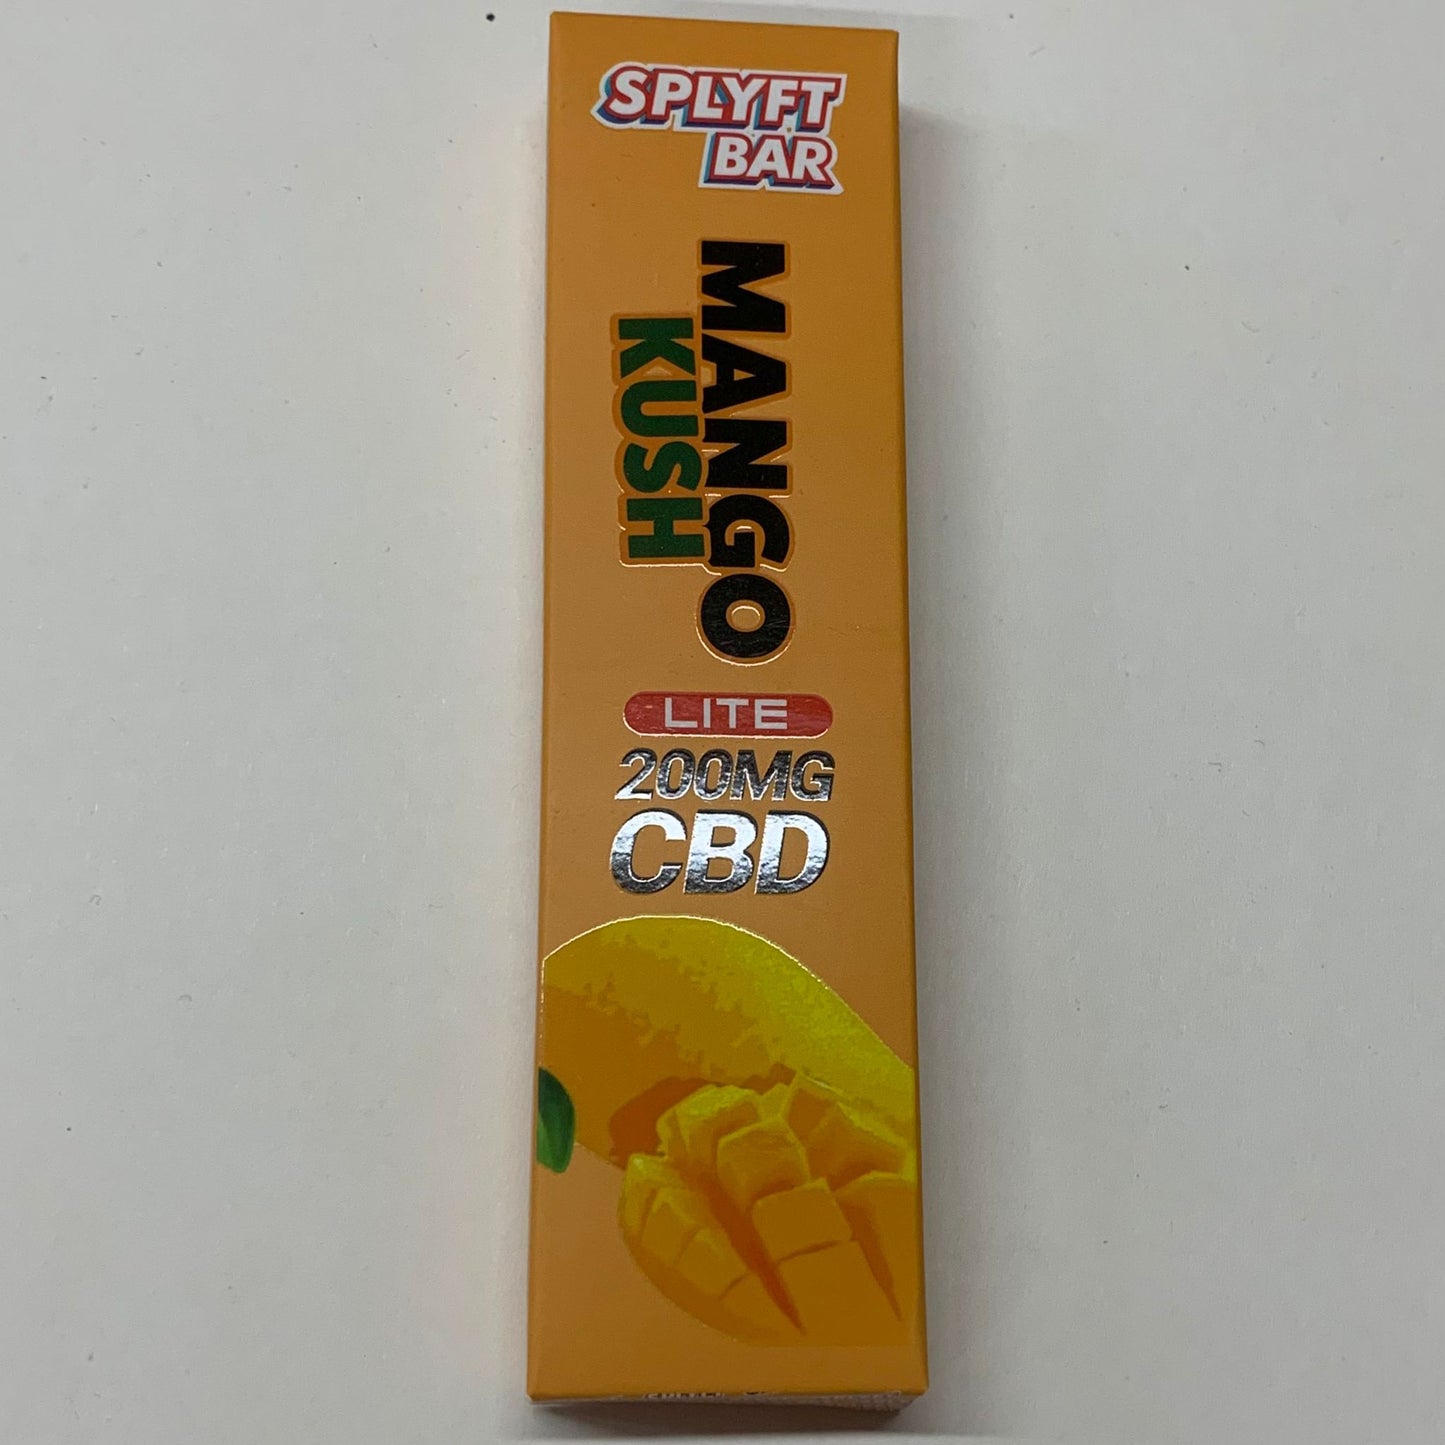 SPLYFT
BAR
MANGO
KUSH
LITE
200MG
CBD